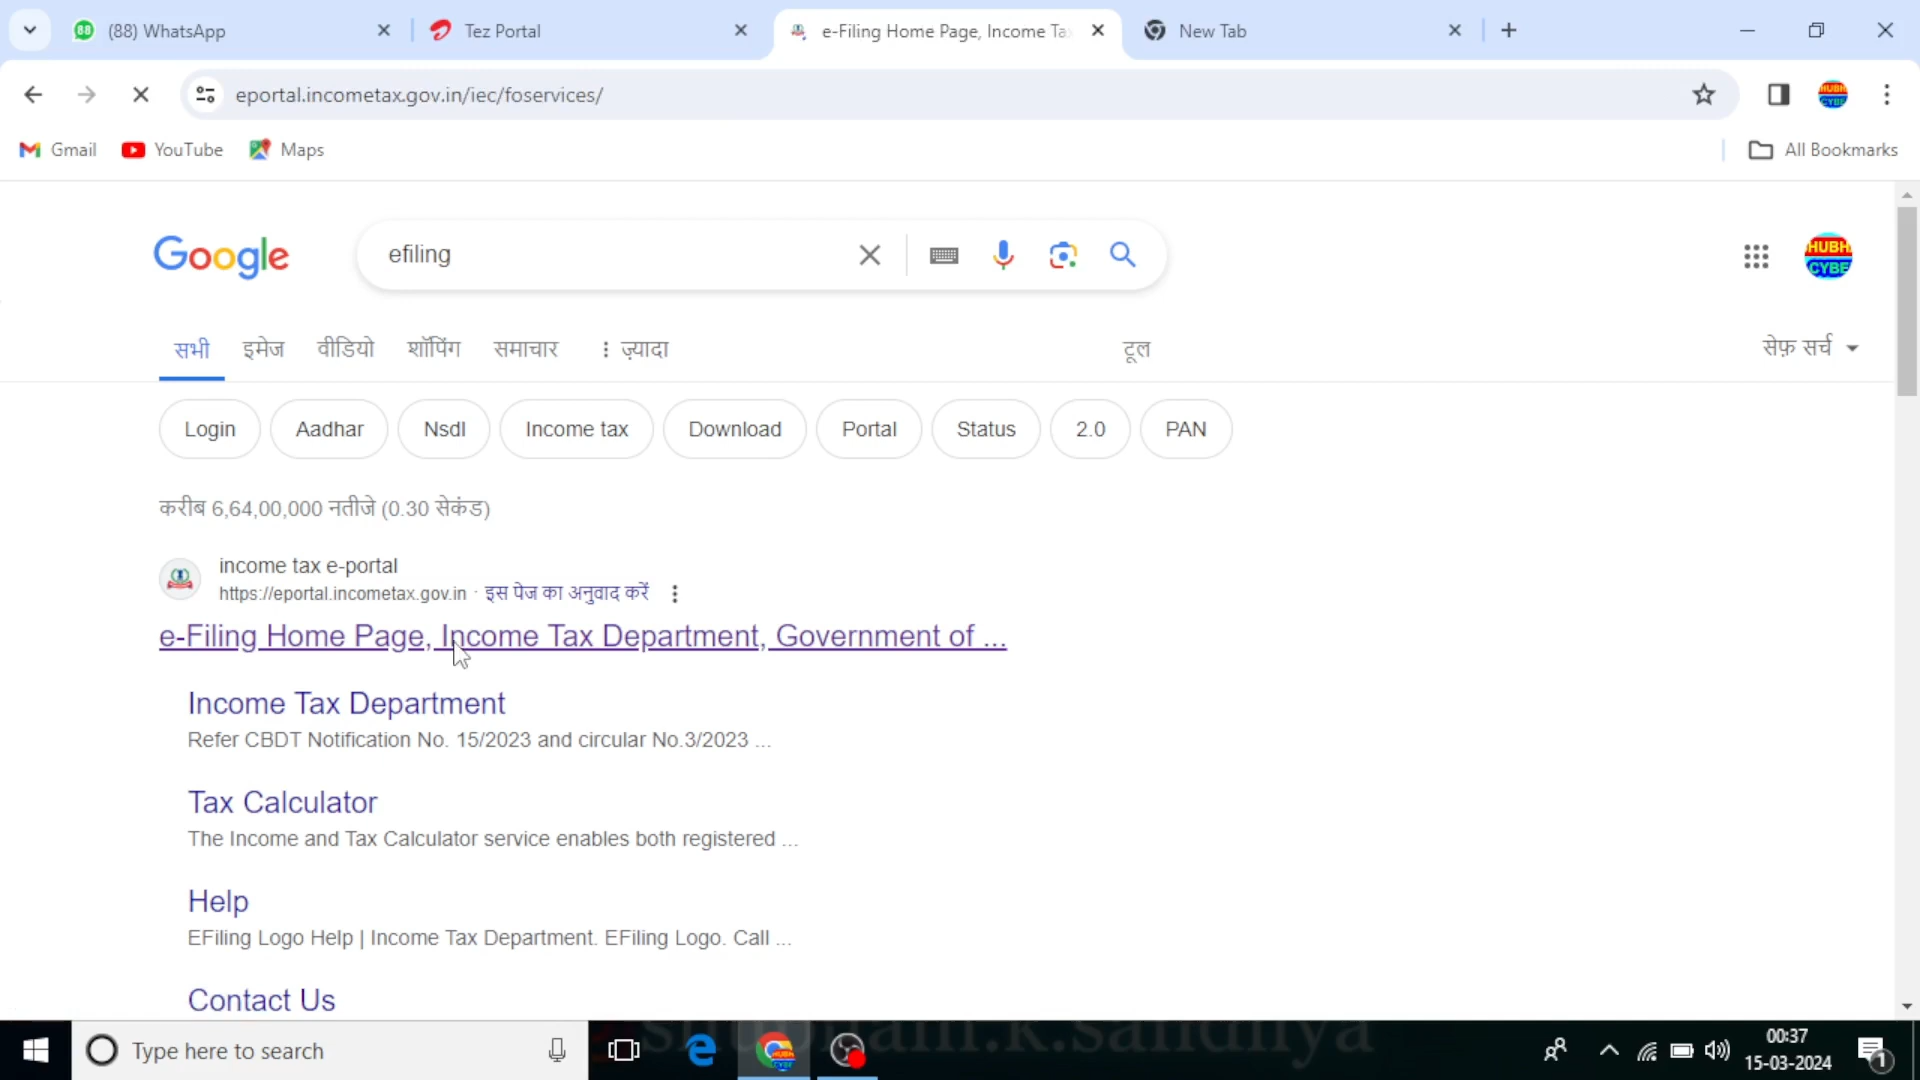 (88) WhatsApp
Tez Portal
e-Filing Home Page, Income Ta
New Tab
eportal.incometax.gov.in/iec/foservices/
HUBH
CYBE
Gmail
YouTube
Maps
All Bookmarks
Google
efiling
HUBH
CYBE
सभी
इमेज
वीडियो
शॉपिंग
समाचार
ज़्यादा
टूल
सेफ़ सर्च
Login
Aadhar
Nsdl
Income tax
Download
Portal
Status
2.0
PAN
करीब 6,64,00,000 नतीजे (0.30 सेकंड)
income tax e-portal
https://eportal.incometax.gov.in · इस पेज का अनुवाद करें
e-Filing Home Page, Income Tax Department, Government of ...
Income Tax Department
Refer CBDT Notification No. 15/2023 and circular No.3/2023 ...
Tax Calculator
The Income and Tax Calculator service enables both registered ...
Help
EFiling Logo Help | Income Tax Department. EFiling Logo. Call ...
Contact Us
Type here to search
00:37
15-03-2024
1